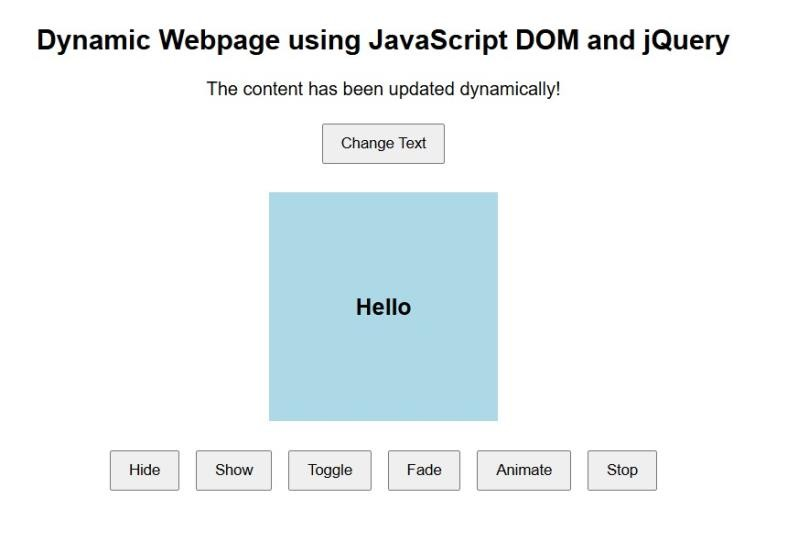 Dynamic Webpage using JavaScript DOM and jQuery
The content has been updated dynamically!
Change Text
Hello
Hide Show Toggle Fade Animate Stop